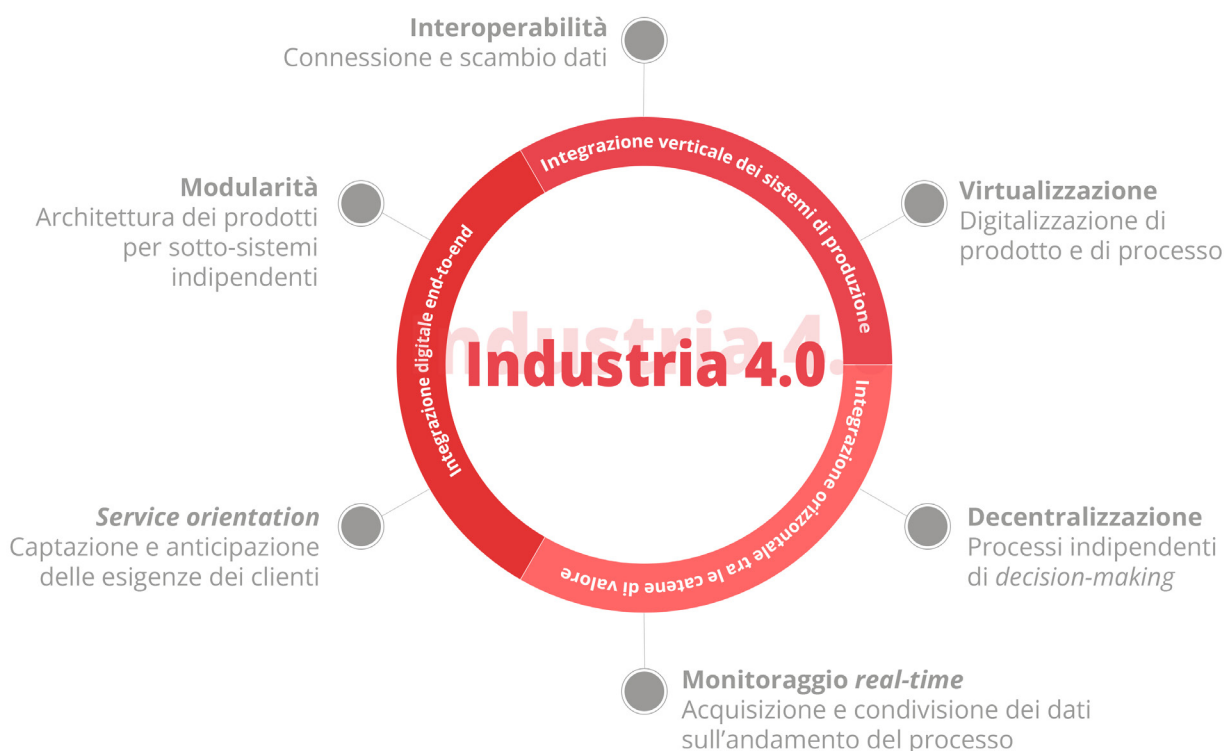 Interoperabilità
Connessione e scambio dati
Modularità
Architettura dei prodotti
per sotto-sistemi
indipendenti
Virtualizzazione
Digitalizzazione di
prodotto e di processo
Integrazione verticale dei sistemi di produzione
Integrazione digitale end-to-end
Industria 4.0
Industria 4.0
Integrazione orizzontale tra le catene di valore
Service orientation
Captazione e anticipazione
delle esigenze dei clienti
Decentralizzazione
Processi indipendenti
di decision-making
Monitoraggio real-time
Acquisizione e condivisione dei dati
sull’andamento del processo